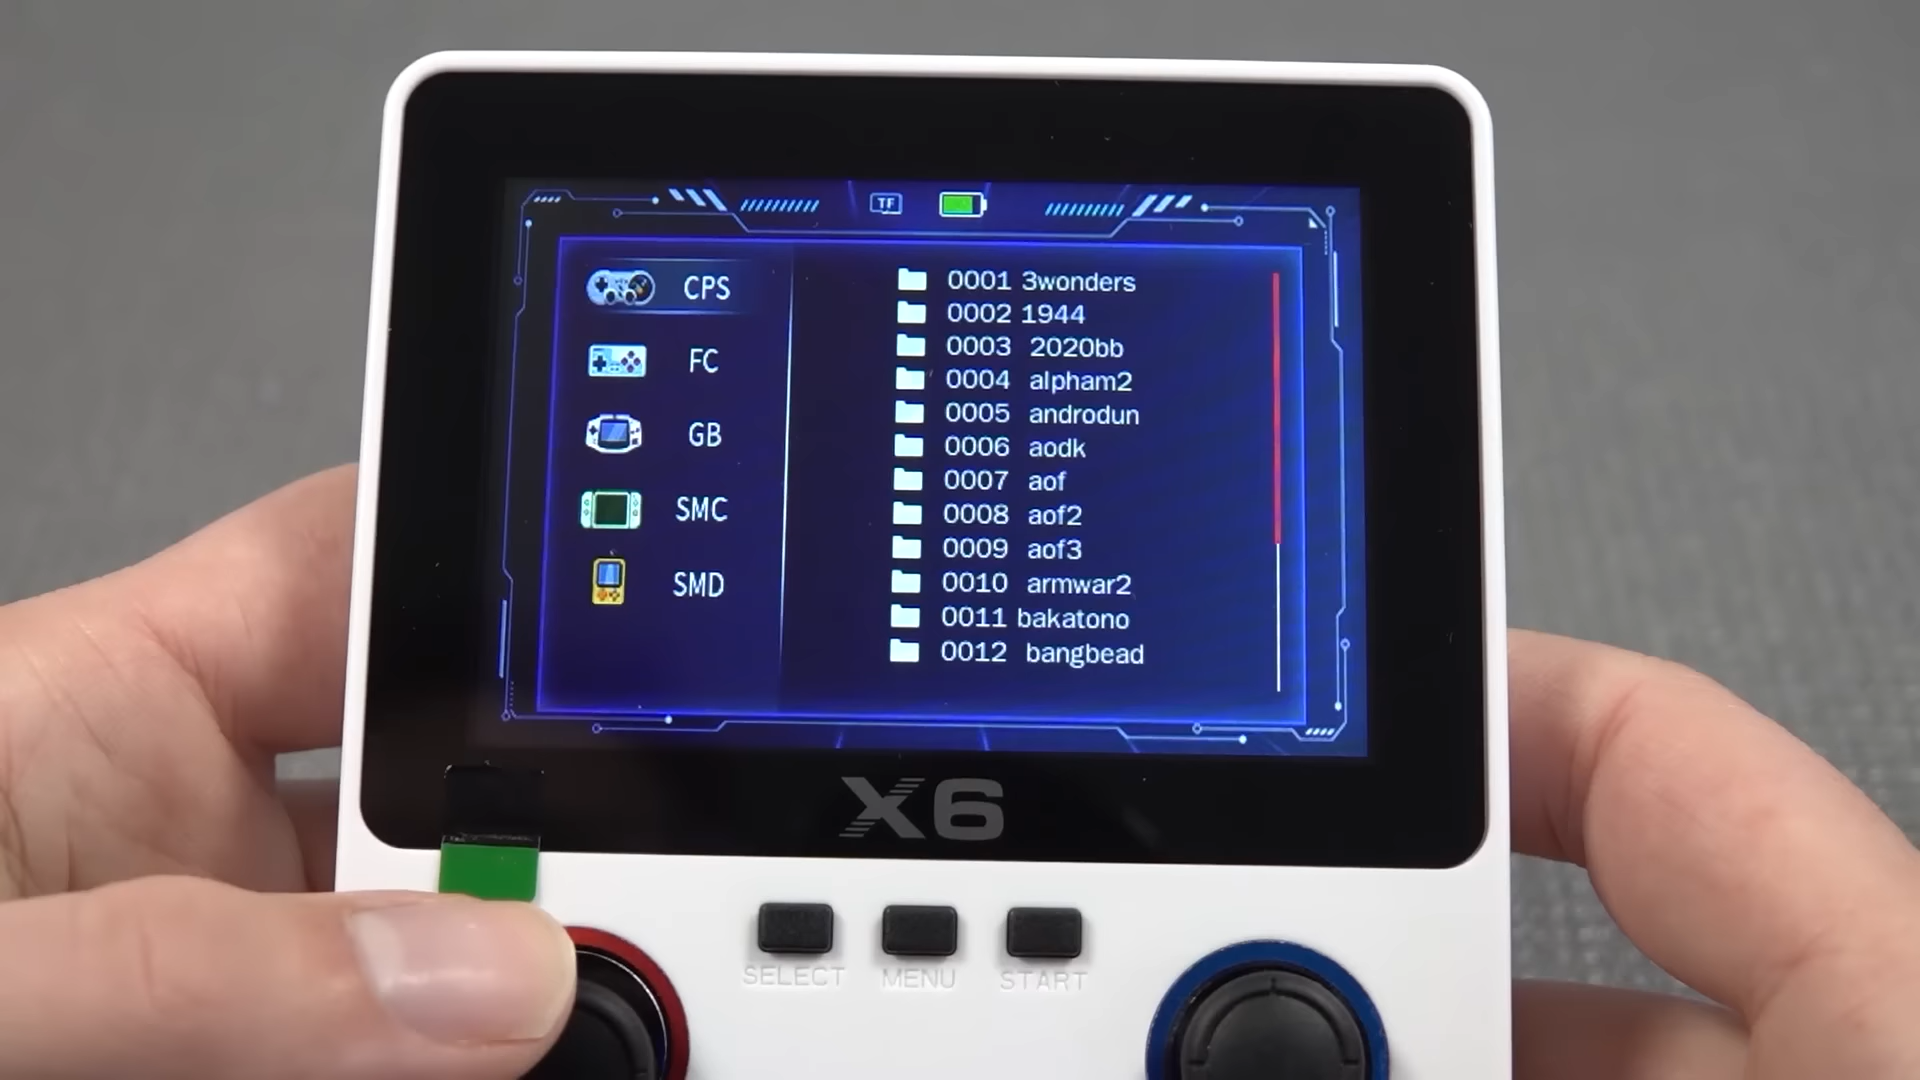 TF
CPS
FC
GB
SMC
SMD
0001 3wonders
0002 1944
0003 2020bb
0004 alpham2
0005 androdun
0006 aodk
0007 aof
0008 aof2
0009 aof3
0010 armwar2
0011 bakatono
0012 bangbead
X6
SELECT MENU START